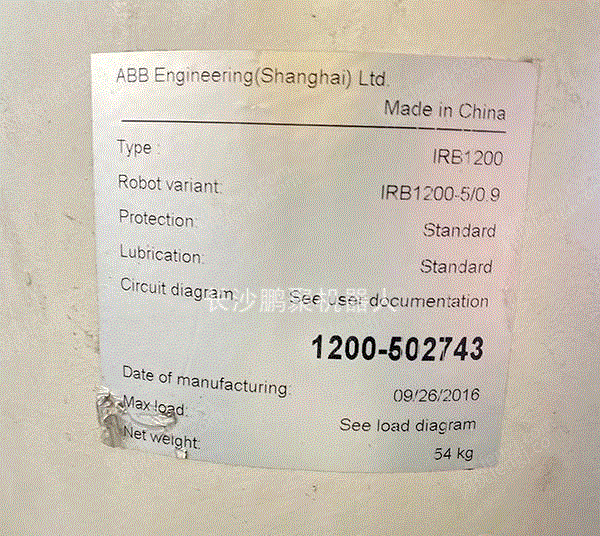 ABB Engineering(Shanghai) Ltd.
Made in China
Type : IRB1200
Robot variant: IRB1200-5/0.9
Protection: Standard
Lubrication: Standard
Circuit diagram: See user documentation
长沙鹏聚机器人
1200-502743
Date of manufacturing: 09/26/2016
Max load: See load diagram
Net weight: 54 kg